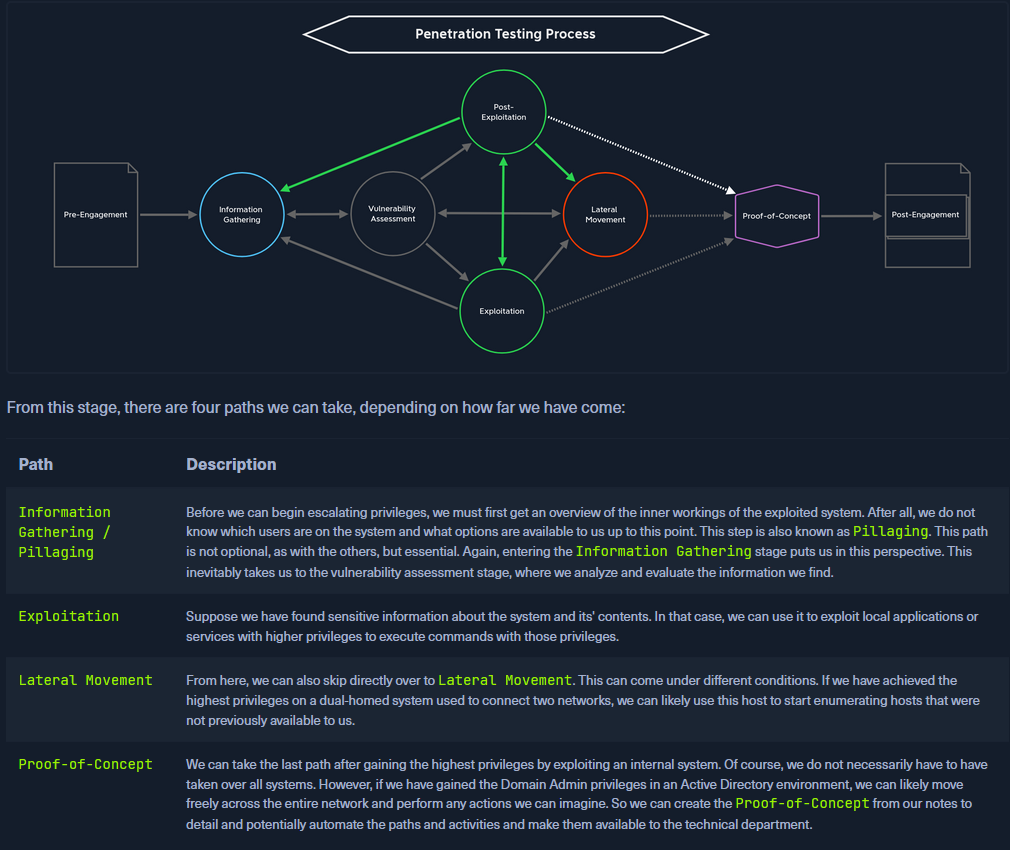 Penetration Testing Process
Post-
Exploitation
Pre-Engagement
Information
Gathering
Vulnerability
Assessment
Lateral
Movement
Proof-of-Concept
Post-Engagement
Exploitation
From this stage, there are four paths we can take, depending on how far we have come:
Path Description
Information
Gathering /
Pillaging
Before we can begin escalating privileges, we must first get an overview of the inner workings of the exploited system. After all, we do not
know which users are on the system and what options are available to us up to this point. This step is also known as Pillaging. This path
is not optional, as with the others, but essential. Again, entering the Information Gathering stage puts us in this perspective. This
inevitably takes us to the vulnerability assessment stage, where we analyze and evaluate the information we find.
Exploitation
Suppose we have found sensitive information about the system and its' contents. In that case, we can use it to exploit local applications or
services with higher privileges to execute commands with those privileges.
Lateral Movement
From here, we can also skip directly over to Lateral Movement. This can come under different conditions. If we have achieved the
highest privileges on a dual-homed system used to connect two networks, we can likely use this host to start enumerating hosts that were
not previously available to us.
Proof-of-Concept
We can take the last path after gaining the highest privileges by exploiting an internal system. Of course, we do not necessarily have to have
taken over all systems. However, if we have gained the Domain Admin privileges in an Active Directory environment, we can likely move
freely across the entire network and perform any actions we can imagine. So we can create the Proof-of-Concept from our notes to
detail and potentially automate the paths and activities and make them available to the technical department.